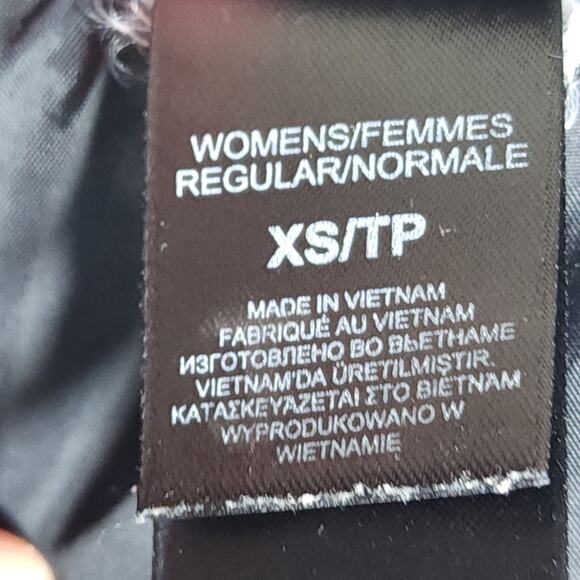 WOMENS/FEMMES
REGULAR/NORMALE
XS/TP
MADE IN VIETNAM
FABRIQUÉ AU VIETNAM
ИЗГОТОВЛЕНО ВО ВЬЕТНАМЕ
VIETNAM'DA ÜRETILMIŞTIR.
ΚΑΤΑΣΚΕΥΑΖΕΤΑΙ ΣΤΟ ΒΙΕΤΝΑΜ
WYPRODUKOWANO W
WIETNAMIE